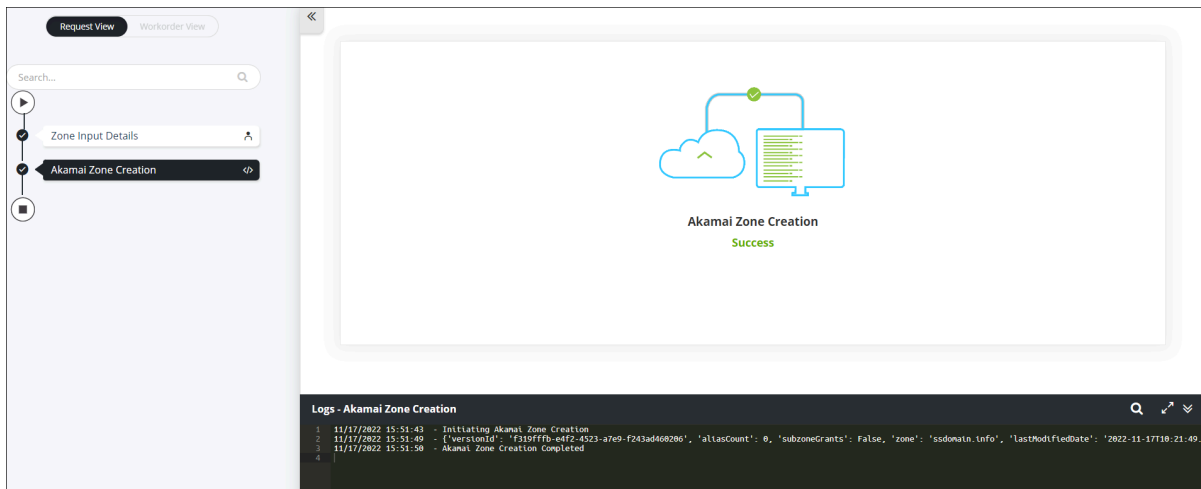 Request View
Workorder View
Search...
Zone Input Details
Akamai Zone Creation
Akamai Zone Creation
Success
Logs - Akamai Zone Creation
1 11/17/2022 15:51:43 - Initiating Akamai Zone Creation
2 11/17/2022 15:51:49 - {'versionId': 'f319fffb-e4f2-4523-a7e9-f243ad460206', 'aliasCount': 0, 'subzoneGrants': False, 'zone': 'ssdomain.info', 'lastModifiedDate': '2022-11-17T10:21:49.
3 11/17/2022 15:51:50 - Akamai Zone Creation Completed
4